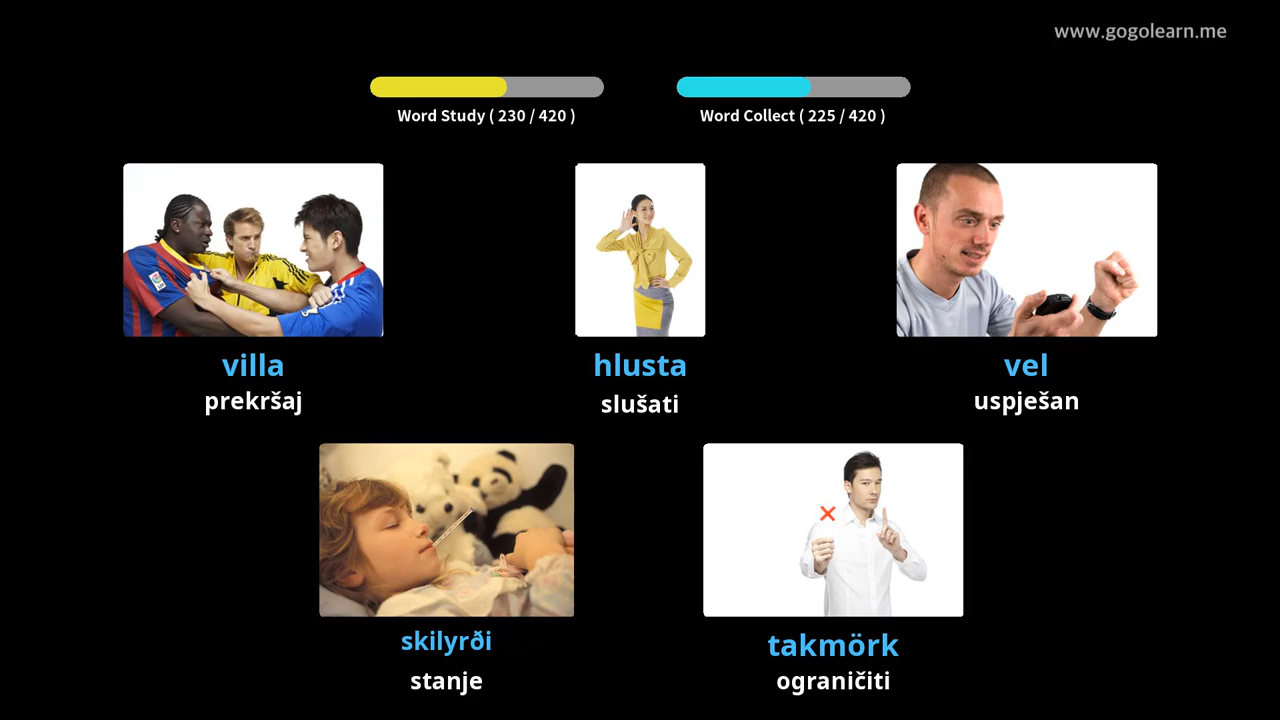 www.gogolearn.me
Word Study ( 230 / 420 )
Word Collect ( 225 / 420 )
villa
prekršaj
hlusta
slušati
vel
uspješan
skilyrði
stanje
takmörk
ograničiti